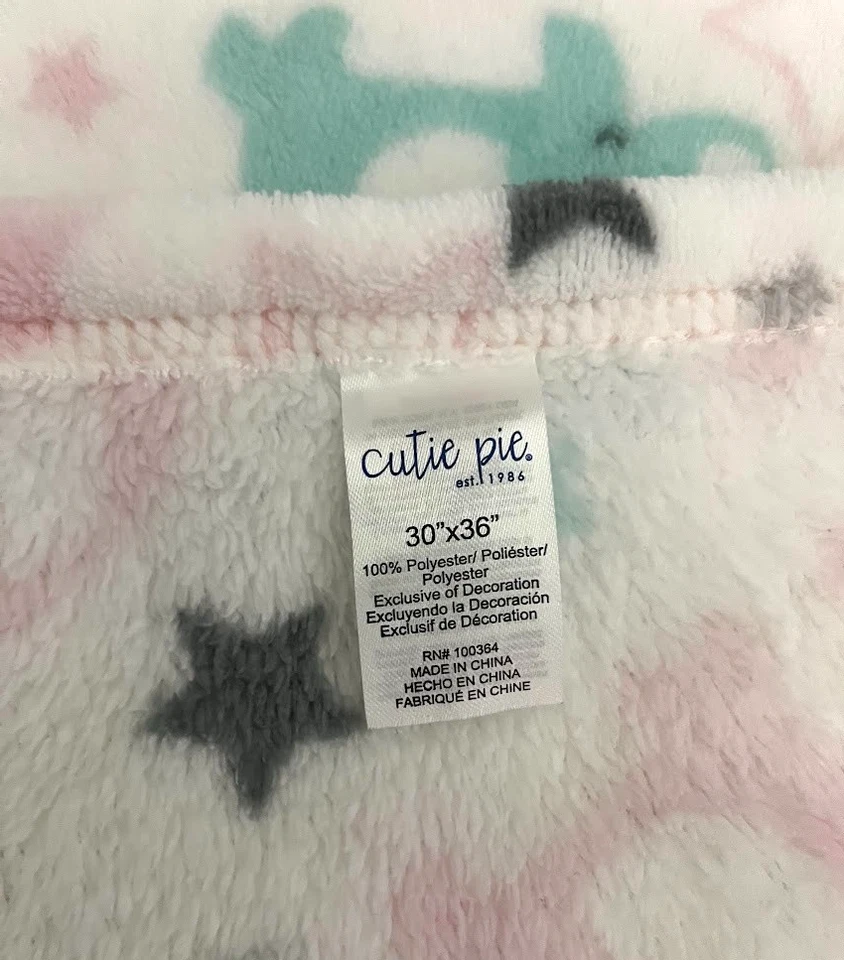 cutie pie®
est. 1986
30”x36”
100% Polyester/ Poliéster/
Polyester
Exclusive of Decoration
Excluyendo la Decoración
Exclusif de Décoration
RN# 100364
MADE IN CHINA
HECHO EN CHINA
FABRIQUÉ EN CHINE